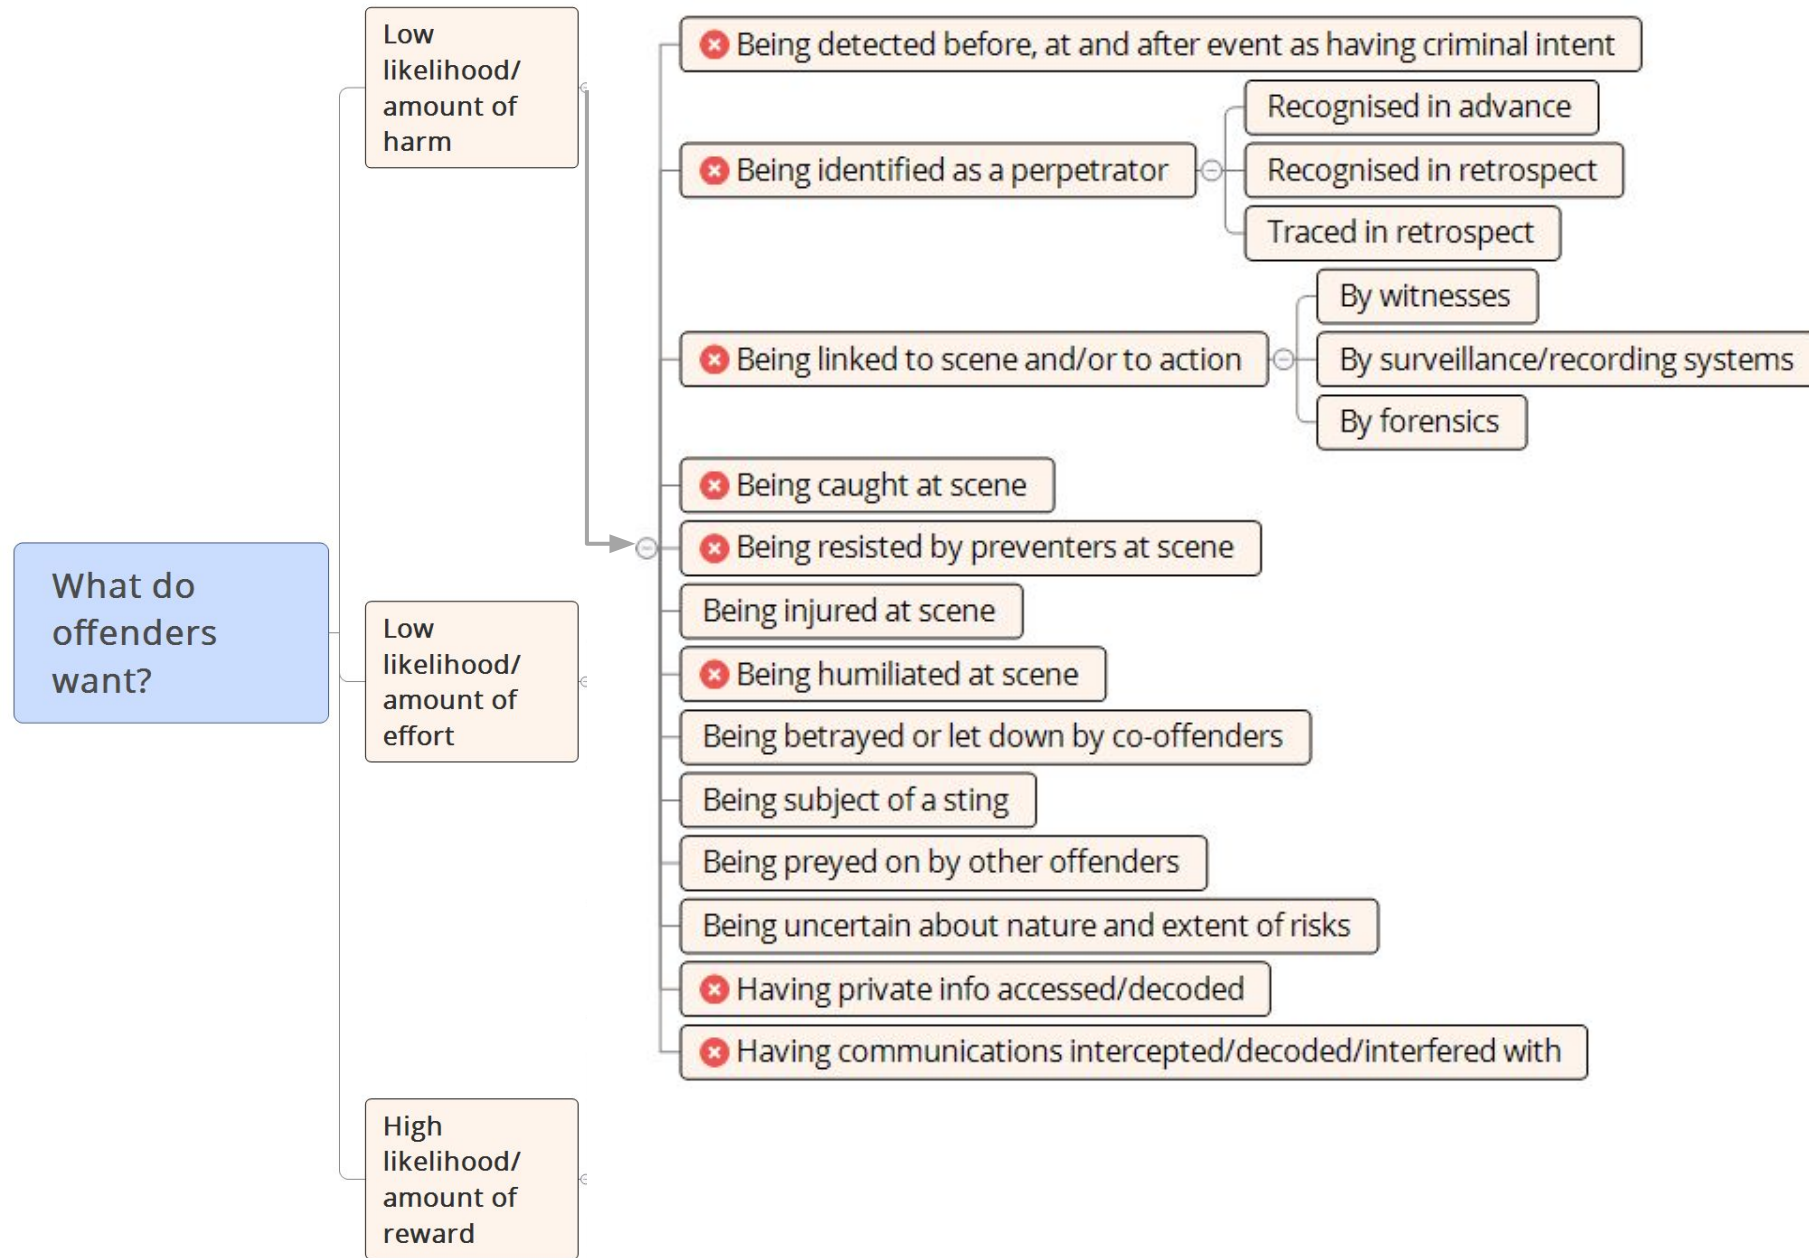 Low
likelihood/
amount of
harm
Being detected before, at and after event as having criminal intent
Being identified as a perpetrator
Recognised in advance
Recognised in retrospect
Traced in retrospect
Being linked to scene and/or to action
By witnesses
By surveillance/recording systems
By forensics
Being caught at scene
Being resisted by preventers at scene
Being injured at scene
Being humiliated at scene
Being betrayed or let down by co-offenders
Being subject of a sting
Being preyed on by other offenders
Being uncertain about nature and extent of risks
Having private info accessed/decoded
Having communications intercepted/decoded/interfered with
What do
offenders
want?
Low
likelihood/
amount of
effort
High
likelihood/
amount of
reward